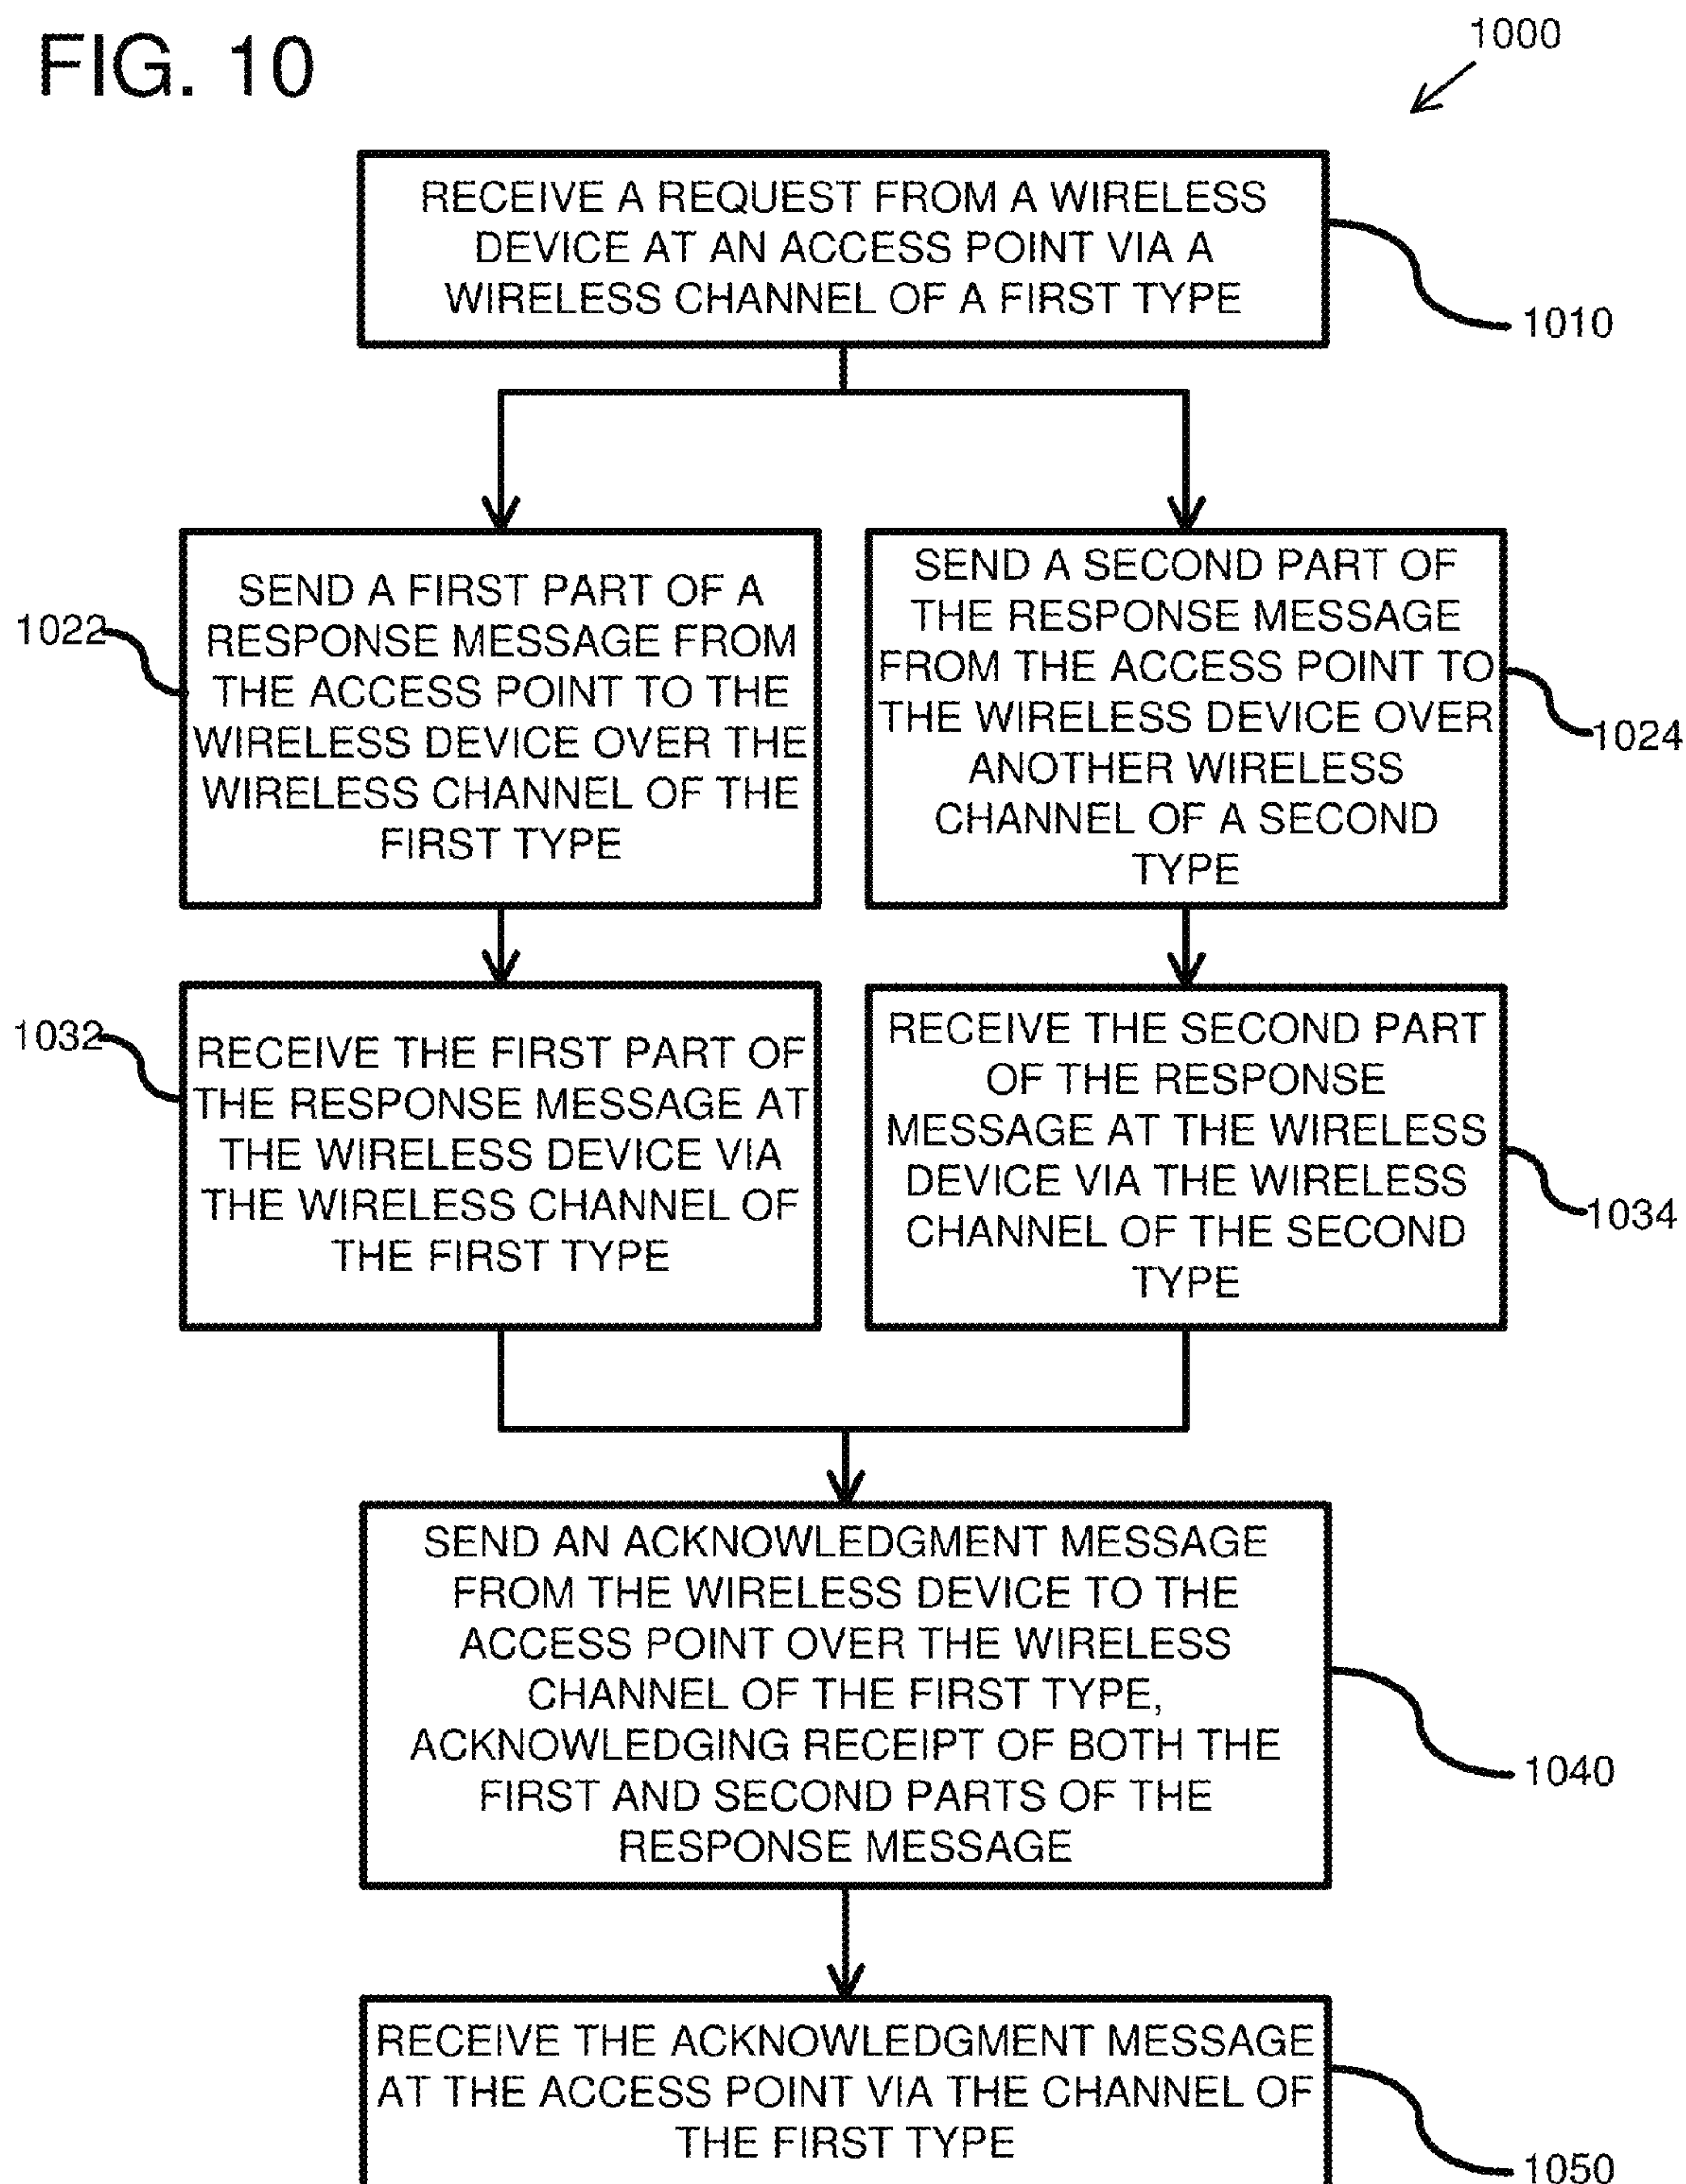 FIG. 10
1000
RECEIVE A REQUEST FROM A WIRELESS
DEVICE AT AN ACCESS POINT VIA A
WIRELESS CHANNEL OF A FIRST TYPE
1010
SEND A FIRST PART OF A
RESPONSE MESSAGE FROM
THE ACCESS POINT TO THE
WIRELESS DEVICE OVER THE
WIRELESS CHANNEL OF THE
FIRST TYPE
1022
SEND A SECOND PART OF
THE RESPONSE MESSAGE
FROM THE ACCESS POINT TO
THE WIRELESS DEVICE OVER
ANOTHER WIRELESS
CHANNEL OF A SECOND
TYPE
1024
RECEIVE THE FIRST PART OF
THE RESPONSE MESSAGE AT
THE WIRELESS DEVICE VIA
THE WIRELESS CHANNEL OF
THE FIRST TYPE
1032
RECEIVE THE SECOND PART
OF THE RESPONSE
MESSAGE AT THE WIRELESS
DEVICE VIA THE WIRELESS
CHANNEL OF THE SECOND
TYPE
1034
SEND AN ACKNOWLEDGMENT MESSAGE
FROM THE WIRELESS DEVICE TO THE
ACCESS POINT OVER THE WIRELESS
CHANNEL OF THE FIRST TYPE,
ACKNOWLEDGING RECEIPT OF BOTH THE
FIRST AND SECOND PARTS OF THE
RESPONSE MESSAGE
1040
RECEIVE THE ACKNOWLEDGMENT MESSAGE
AT THE ACCESS POINT VIA THE CHANNEL OF
THE FIRST TYPE
1050